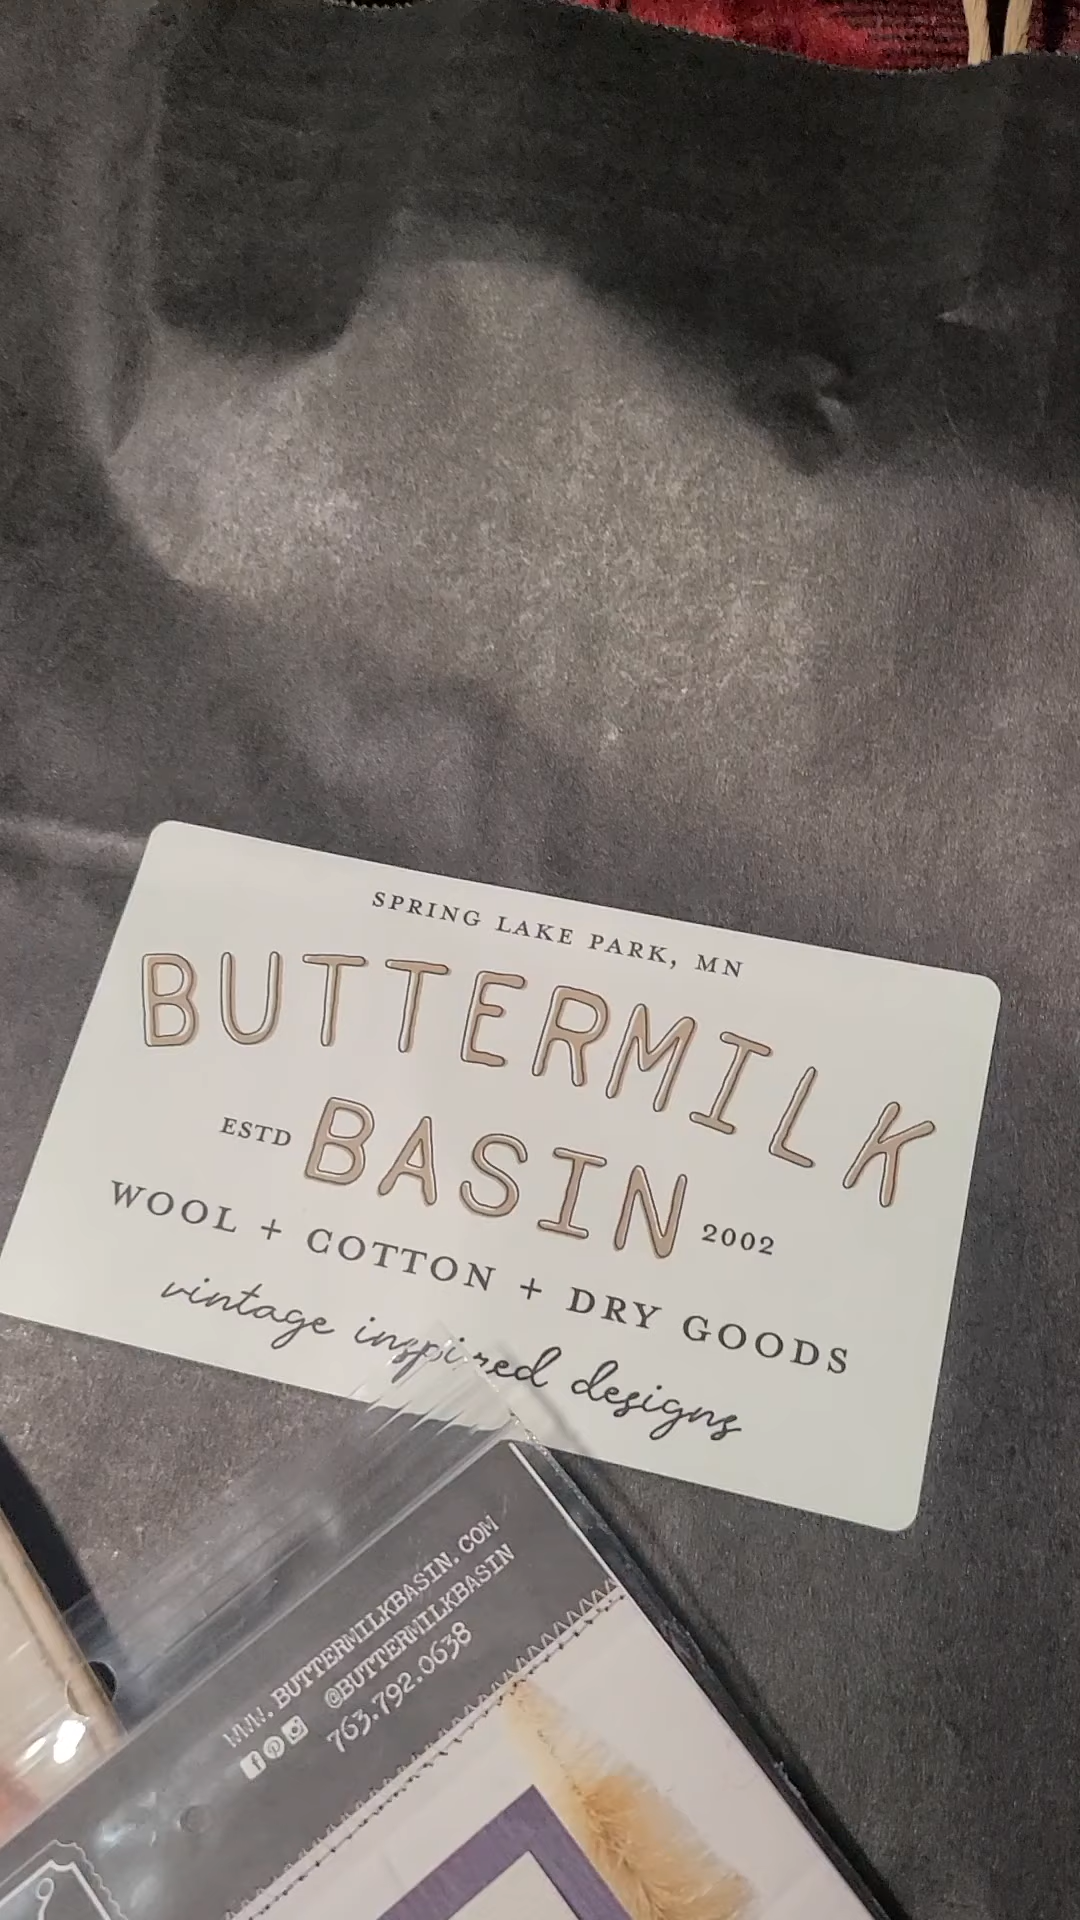 SPRING LAKE PARK, MN
BUTTERMILK
ESTD BASIN 2002
WOOL + COTTON + DRY GOODS
vintage inspired designs
WWW.BUTTERMILKBASIN.COM
@BUTTERMILKBASIN
763.792.0638